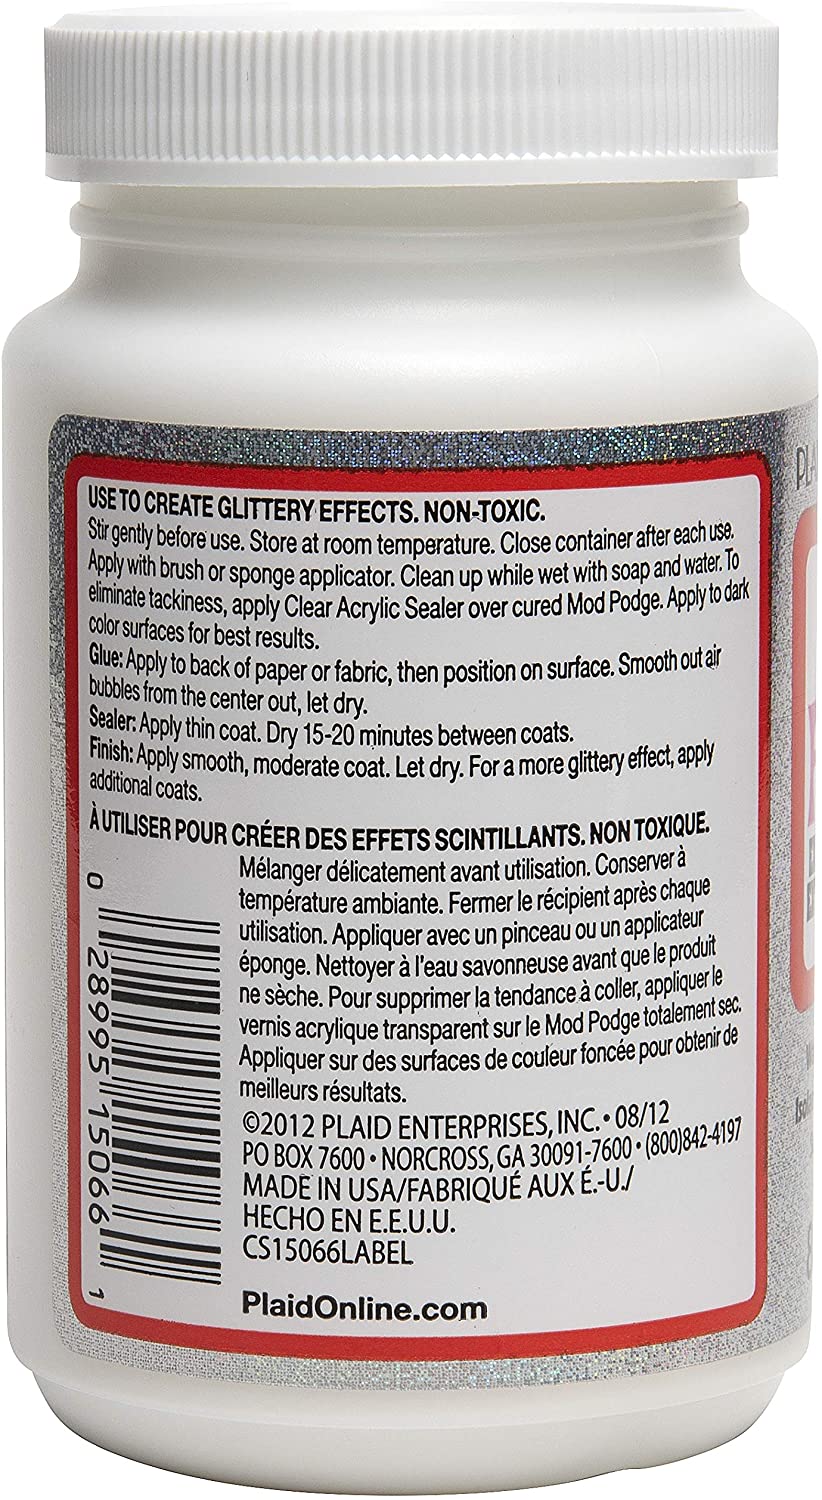 USE TO CREATE GLITTERY EFFECTS. NON-TOXIC.
Stir gently before use. Store at room temperature. Close container after each use.
Apply with brush or sponge applicator. Clean up while wet with soap and water. To
eliminate tackiness, apply Clear Acrylic Sealer over cured Mod Podge. Apply to dark
color surfaces for best results.
Glue: Apply to back of paper or fabric, then position on surface. Smooth out air
bubbles from the center out, let dry.
Sealer: Apply thin coat. Dry 15-20 minutes between coats.
Finish: Apply smooth, moderate coat. Let dry. For a more glittery effect, apply
additional coats.
À UTILISER POUR CRÉER DES EFFETS SCINTILLANTS. NON TOXIQUE.
Mélanger délicatement avant utilisation. Conserver à
température ambiante. Fermer le récipient après chaque
utilisation. Appliquer avec un pinceau ou un applicateur
éponge. Nettoyer à l'eau savonneuse avant que le produit
ne sèche. Pour supprimer la tendance à coller, appliquer le
vernis acrylique transparent sur le Mod Podge totalement sec.
Appliquer sur des surfaces de couleur foncée pour obtenir de
meilleurs résultats.
©2012 PLAID ENTERPRISES, INC. • 08/12
PO BOX 7600 • NORCROSS, GA 30091-7600 • (800)842-4197
MADE IN USA/FABRIQUÉ AUX É.-U./
HECHO EN E.E.U.U.
CS15066LABEL
PlaidOnline.com
0 28995 15066 1